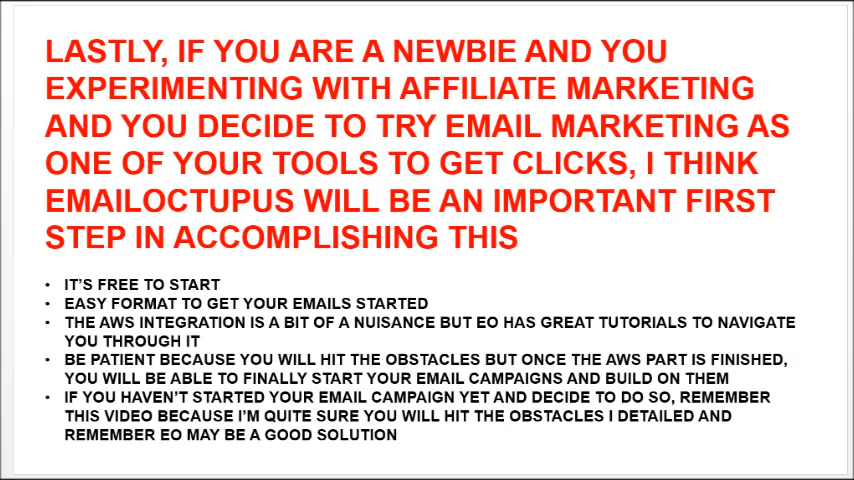 LASTLY, IF YOU ARE A NEWBIE AND YOU
EXPERIMENTING WITH AFFILIATE MARKETING
AND YOU DECIDE TO TRY EMAIL MARKETING AS
ONE OF YOUR TOOLS TO GET CLICKS, I THINK
EMAILOCTUPUS WILL BE AN IMPORTANT FIRST
STEP IN ACCOMPLISHING THIS
• IT'S FREE TO START
• EASY FORMAT TO GET YOUR EMAILS STARTED
• THE AWS INTEGRATION IS A BIT OF A NUISANCE BUT EO HAS GREAT TUTORIALS TO NAVIGATE
YOU THROUGH IT
• BE PATIENT BECAUSE YOU WILL HIT THE OBSTACLES BUT ONCE THE AWS PART IS FINISHED,
YOU WILL BE ABLE TO FINALLY START YOUR EMAIL CAMPAIGNS AND BUILD ON THEM
• IF YOU HAVEN'T STARTED YOUR EMAIL CAMPAIGN YET AND DECIDE TO DO SO, REMEMBER
THIS VIDEO BECAUSE I'M QUITE SURE YOU WILL HIT THE OBSTACLES I DETAILED AND
REMEMBER EO MAY BE A GOOD SOLUTION